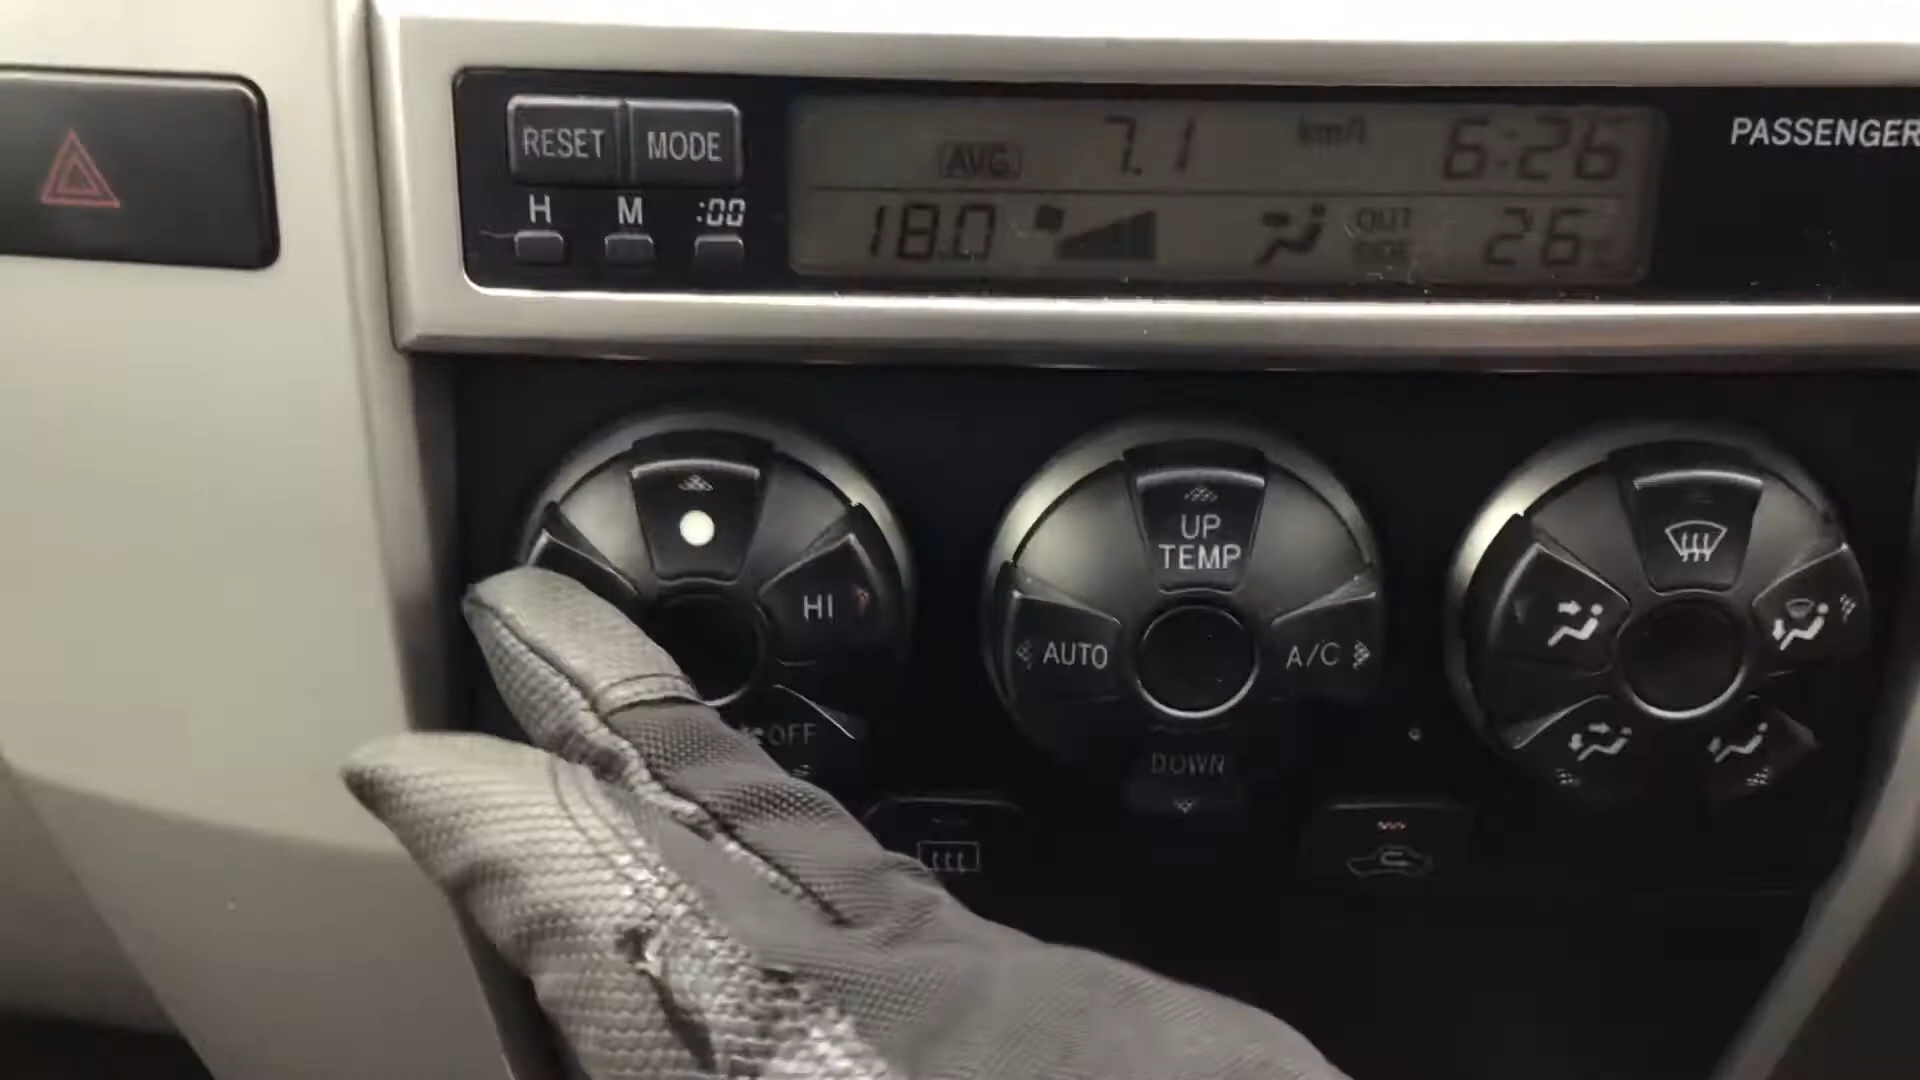 RESET MODE
H M :00
AVG. 7.1 km/l 6:26
18.0 OUT SIDE 26°C
PASSENGER
HI
OFF
UP
TEMP
AUTO
A/C
DOWN